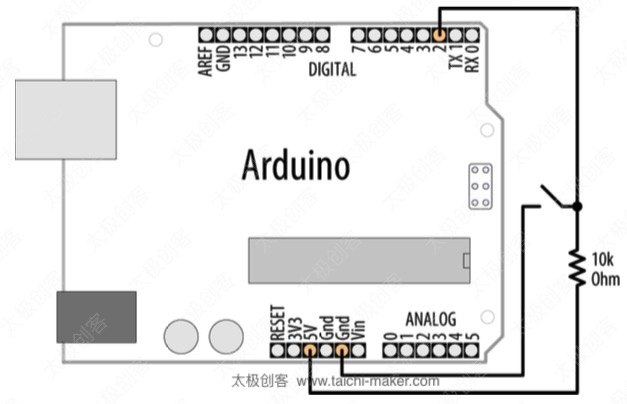 AREF
GND
13
12
11
10
9
8
7
6
5
4
3
2
TX 1
RX 0
DIGITAL
Arduino
10k
Ohm
RESET
3V3
5V
Gnd
Gnd
Vin
ANALOG
0
1
2
3
4
5
太极创客 www.taichi-maker.com